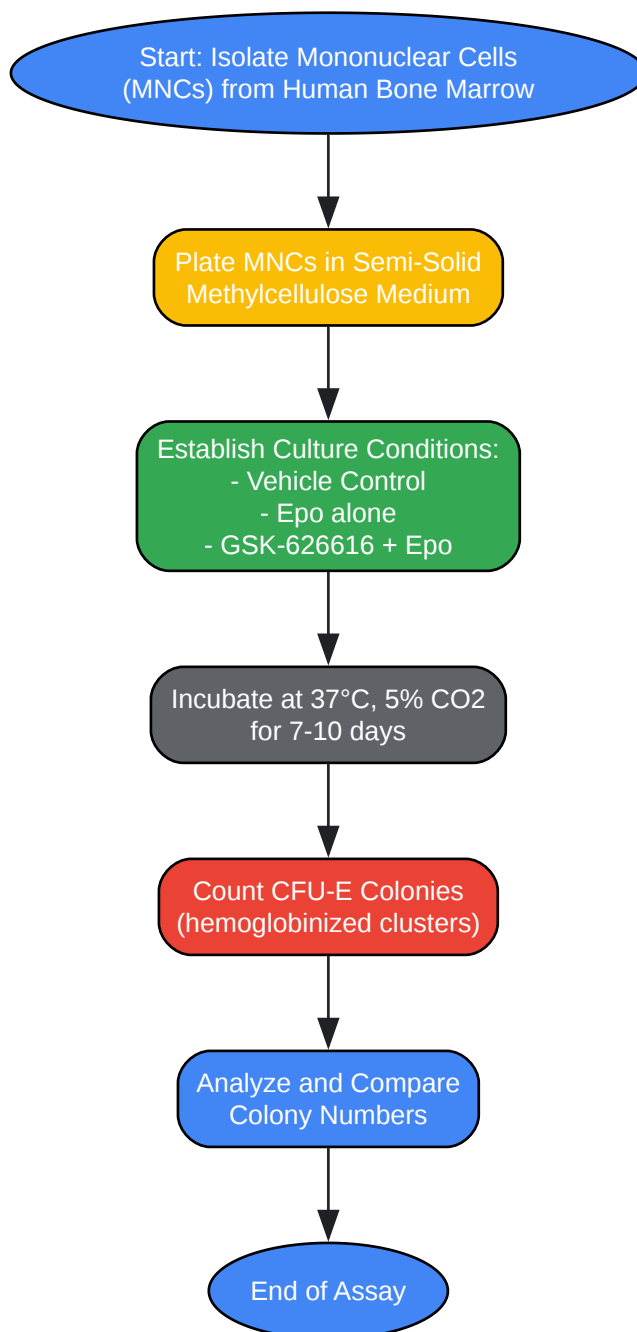 Start: Isolate Mononuclear Cells
(MNCs) from Human Bone Marrow
Plate MNCs in Semi-Solid
Methylcellulose Medium
Establish Culture Conditions:
- Vehicle Control
- Epo alone
- GSK-626616 + Epo
Incubate at 37°C, 5% CO2
for 7-10 days
Count CFU-E Colonies
(hemoglobinized clusters)
Analyze and Compare
Colony Numbers
End of Assay